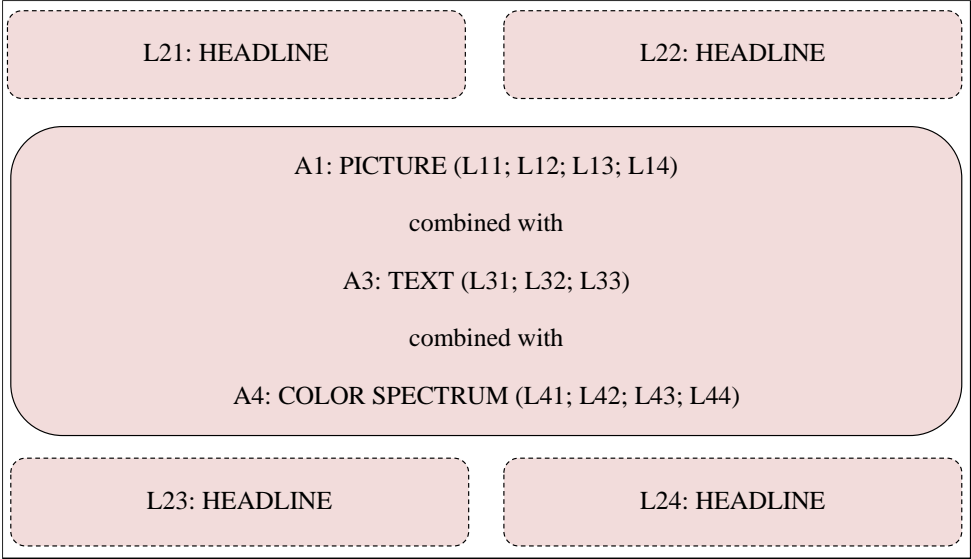 L21: HEADLINE
L22: HEADLINE
A1: PICTURE (L11; L12; L13; L14)
combined with
A3: TEXT (L31; L32; L33)
combined with
A4: COLOR SPECTRUM (L41; L42; L43; L44)
L23: HEADLINE
L24: HEADLINE